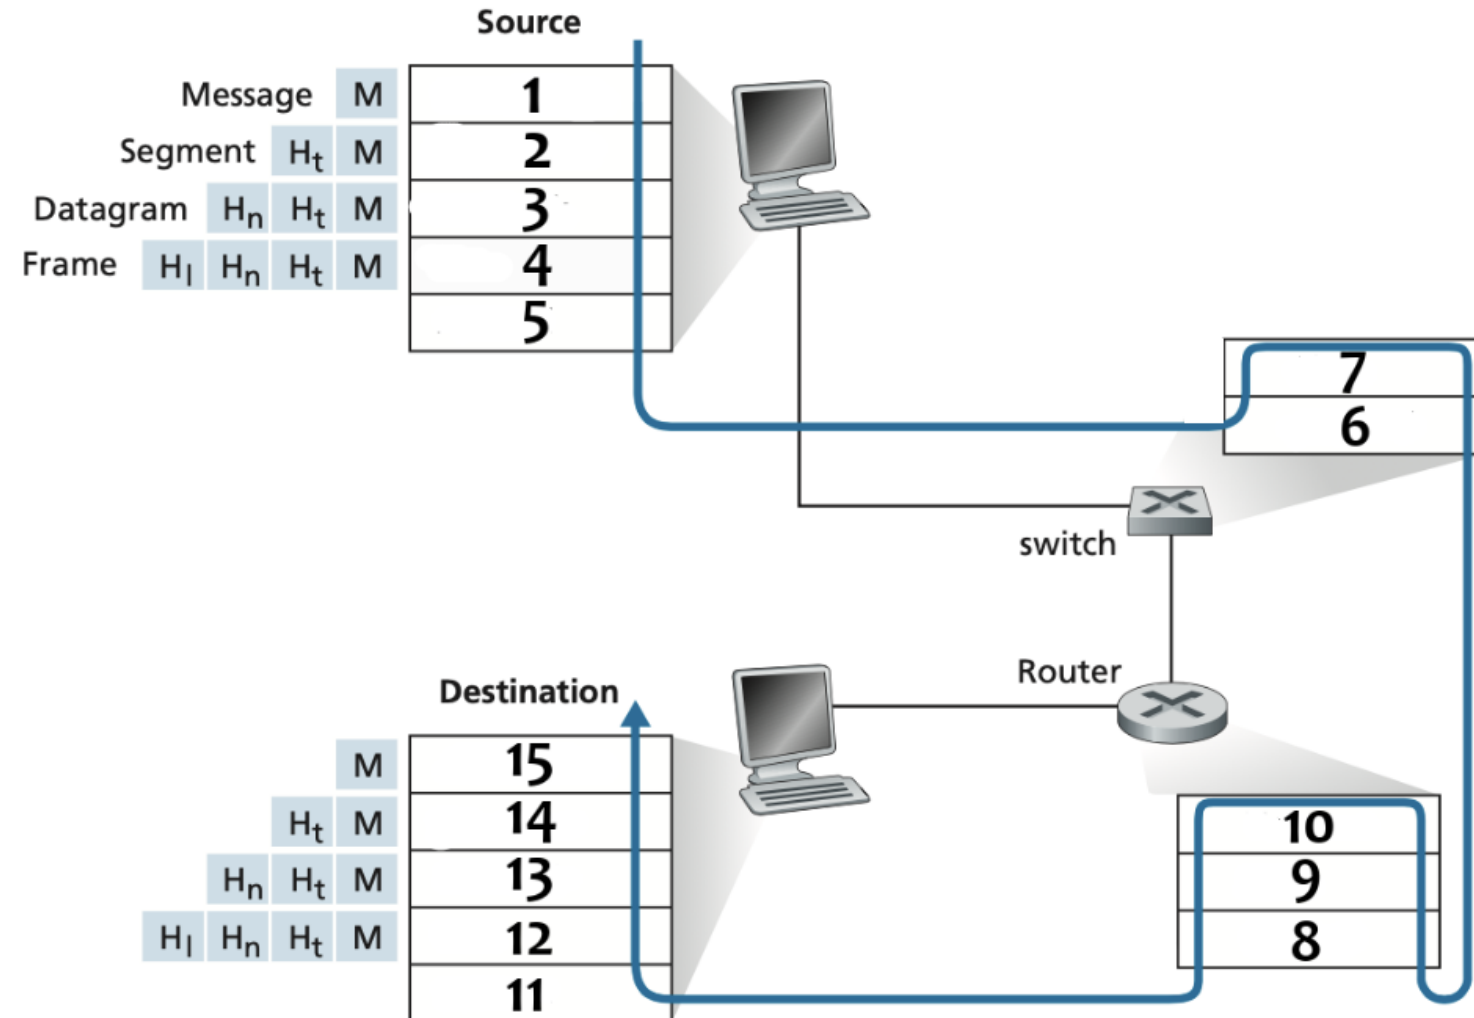 Source
Message M 1
Segment Ht M 2
Datagram Hn Ht M 3
Frame Hl Hn Ht M 4
5
7
6
switch
Router
Destination
M 15
Ht M 14
Hn Ht M 13
Hl Hn Ht M 12
11
10
9
8